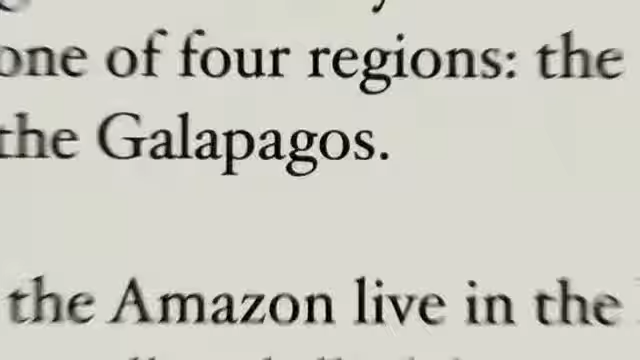 one of four regions: the
the Galapagos.
the Amazon live in the